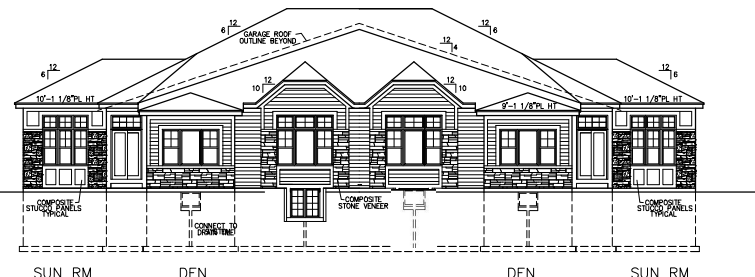 12
6
GARAGE ROOF
OUTLINE BEYOND
12
6
12
4
12
6
12
6
12
10
12
10
10'-1 1/8"PL HT
9'-1 1/8"PL HT
10'-1 1/8"PL HT
COMPOSITE
STUCCO PANELS
TYPICAL
COMPOSITE
STONE VENEER
COMPOSITE
STUCCO PANELS
TYPICAL
CONNECT TO
SUN RM
DEN
DEN
SUN RM